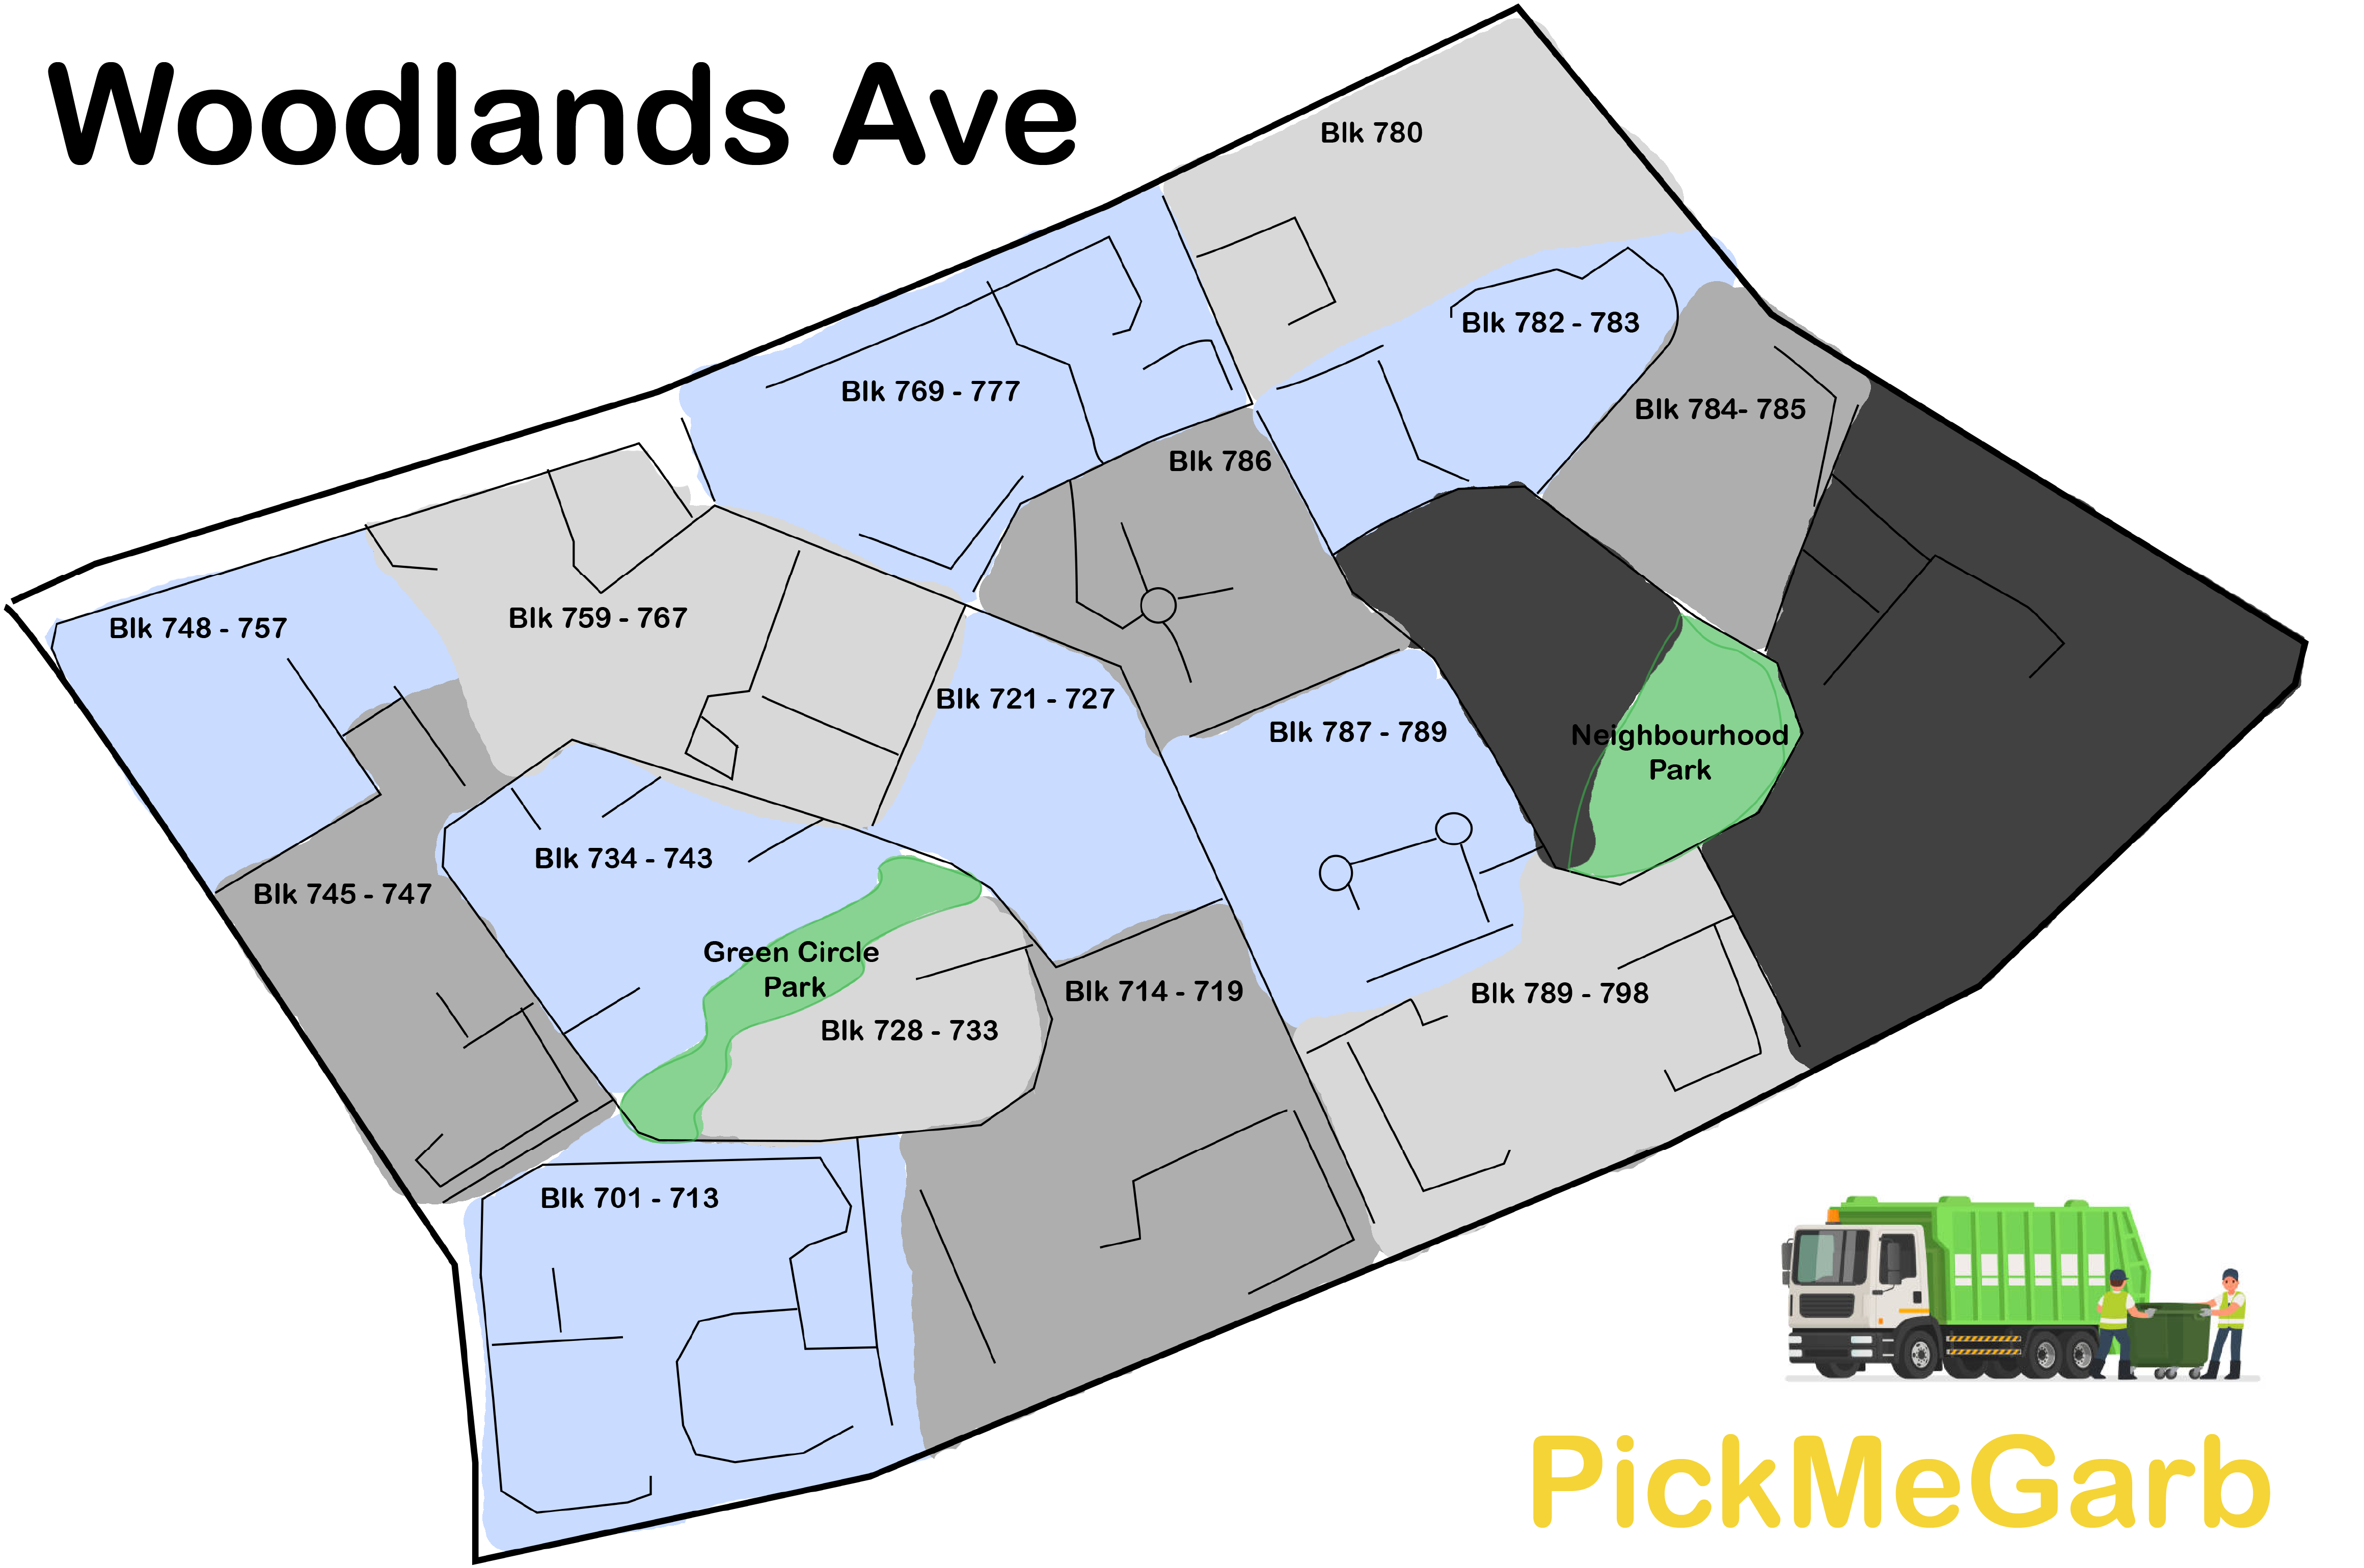 Woodlands Ave
Blk 780
Blk 782 - 783
Blk 769 - 777
Blk 784- 785
Blk 786
Blk 759 - 767
Blk 748 - 757
Blk 721 - 727
Blk 787 - 789
Neighbourhood
Park
Blk 734 - 743
Blk 745 - 747
Green Circle
Park
Blk 714 - 719
Blk 789 - 798
Blk 728 - 733
Blk 701 - 713
PickMeGarb